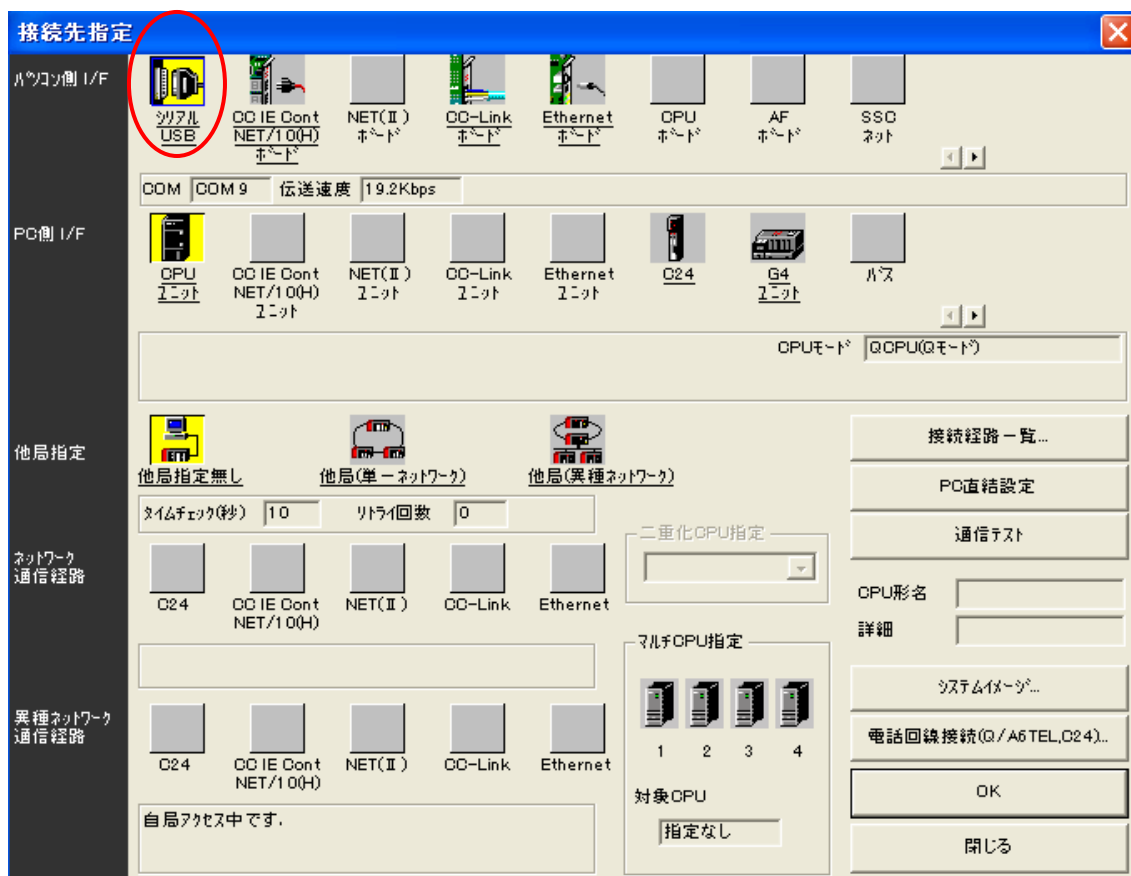 接続先指定
ﾊﾟｿｺﾝ側 I/F
ｼﾘｱﾙ
USB
CC IE Cont
NET/10(H)
ﾎﾞｰﾄﾞ
NET(Ⅱ)
ﾎﾞｰﾄﾞ
CC-Link
ﾎﾞｰﾄﾞ
Ethernet
ﾎﾞｰﾄﾞ
CPU
ﾎﾞｰﾄﾞ
AF
ﾎﾞｰﾄﾞ
SSC
ﾈｯﾄ
COM COM 9 伝送速度 19.2Kbps
PC側 I/F
CPU
ﾕﾆｯﾄ
CC IE Cont
NET/10(H)
ﾕﾆｯﾄ
NET(Ⅱ)
ﾕﾆｯﾄ
CC-Link
ﾕﾆｯﾄ
Ethernet
ﾕﾆｯﾄ
C24
G4
ﾕﾆｯﾄ
ﾊﾞｽ
CPUﾓｰﾄﾞ QCPU(Qﾓｰﾄﾞ)
他局指定
他局指定無し
他局(単一ﾈｯﾄﾜｰｸ)
他局(異種ﾈｯﾄﾜｰｸ)
ﾀｲﾑﾁｪｯｸ(秒) 10 ﾘﾄﾗｲ回数 0
接続経路一覧...
PC直結設定
通信ﾃｽﾄ
二重化CPU指定
ﾈｯﾄﾜｰｸ
通信経路
C24
CC IE Cont
NET/10(H)
NET(Ⅱ)
CC-Link
Ethernet
CPU形名
詳細
ﾏﾙﾁCPU指定
1 2 3 4
対象CPU
指定なし
異種ﾈｯﾄﾜｰｸ
通信経路
C24
CC IE Cont
NET/10(H)
NET(Ⅱ)
CC-Link
Ethernet
自局ｱｸｾｽ中です.
ｼｽﾃﾑｲﾒｰｼﾞ...
電話回線接続(Q/A6TEL,C24)...
OK
閉じる